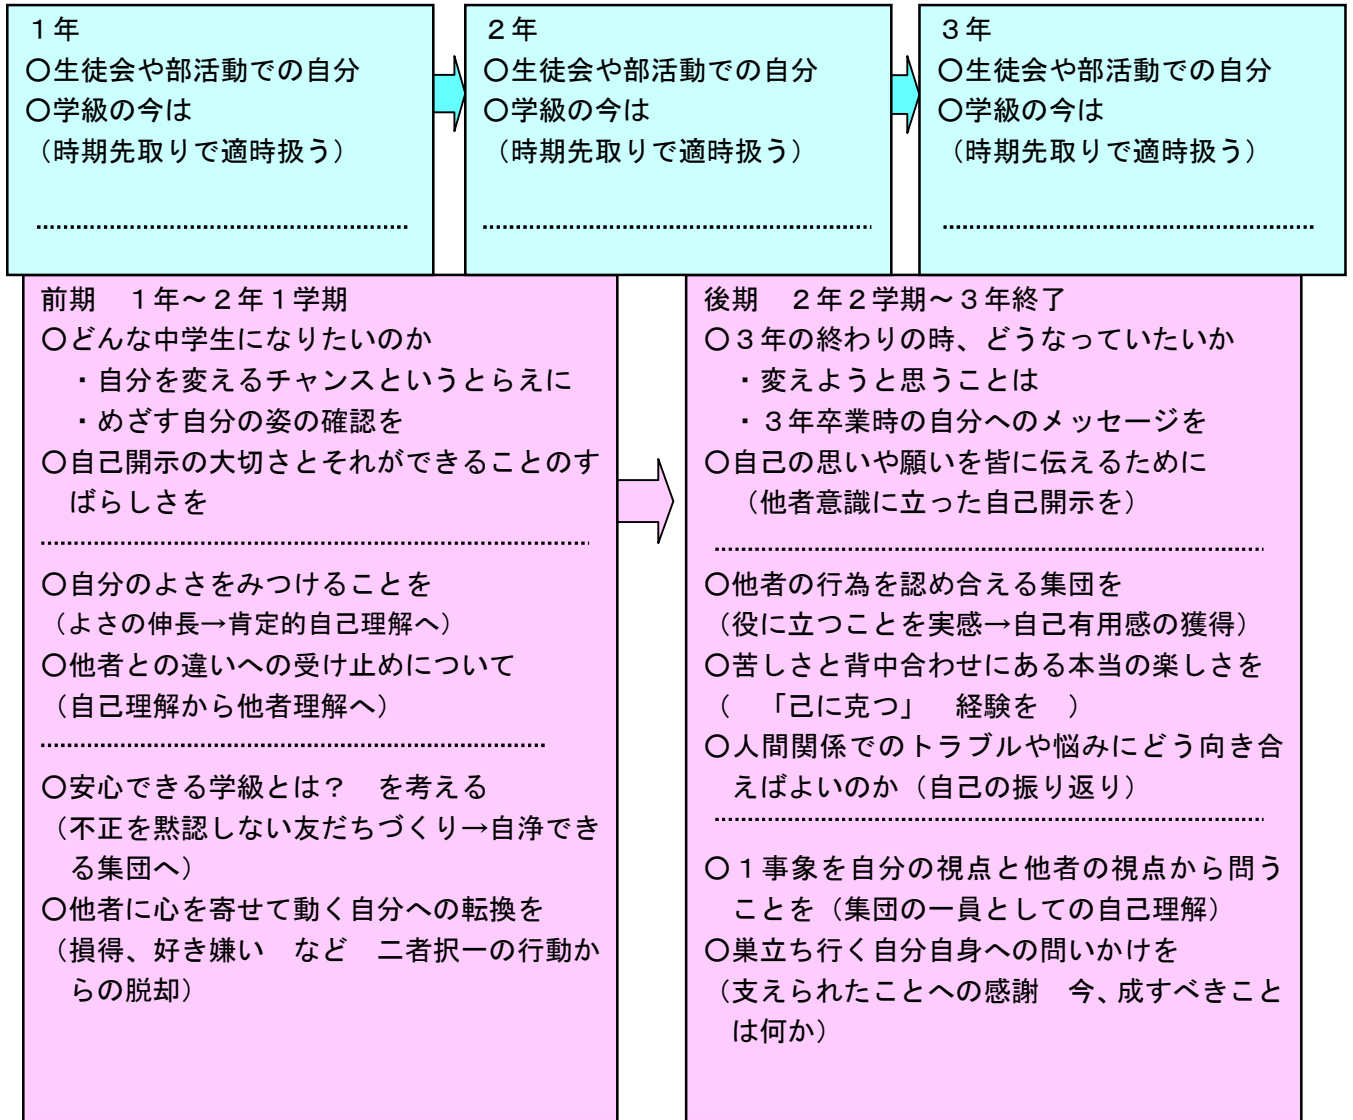 １年
○生徒会や部活動での自分
○学級の今は
（時期先取りで適時扱う）
２年
○生徒会や部活動での自分
○学級の今は
（時期先取りで適時扱う）
３年
○生徒会や部活動での自分
○学級の今は
（時期先取りで適時扱う）
前期　１年～２年１学期
○どんな中学生になりたいのか
・自分を変えるチャンスというとらえに
・めざす自分の姿の確認を
○自己開示の大切さとそれができることのす
ばらしさを
○自分のよさをみつけることを
（よさの伸長→肯定的自己理解へ）
○他者との違いへの受け止めについて
（自己理解から他者理解へ）
○安心できる学級とは？　を考える
（不正を黙認しない友だちづくり→自浄でき
る集団へ）
○他者に心を寄せて動く自分への転換を
（損得、好き嫌い　など　二者択一の行動か
らの脱却）
後期　２年２学期～３年終了
○３年の終わりの時、どうなっていたいか
・変えようと思うことは
・３年卒業時の自分へのメッセージを
○自己の思いや願いを皆に伝えるために
（他者意識に立った自己開示を）
○他者の行為を認め合える集団を
（役に立つことを実感→自己有用感の獲得）
○苦しさと背中合わせにある本当の楽しさを
（　「己に克つ」　経験を　）
○人間関係でのトラブルや悩みにどう向き合
えばよいのか（自己の振り返り）
○１事象を自分の視点と他者の視点から問う
ことを（集団の一員としての自己理解）
○巣立ち行く自分自身への問いかけを
（支えられたことへの感謝　今、成すべきこと
は何か）